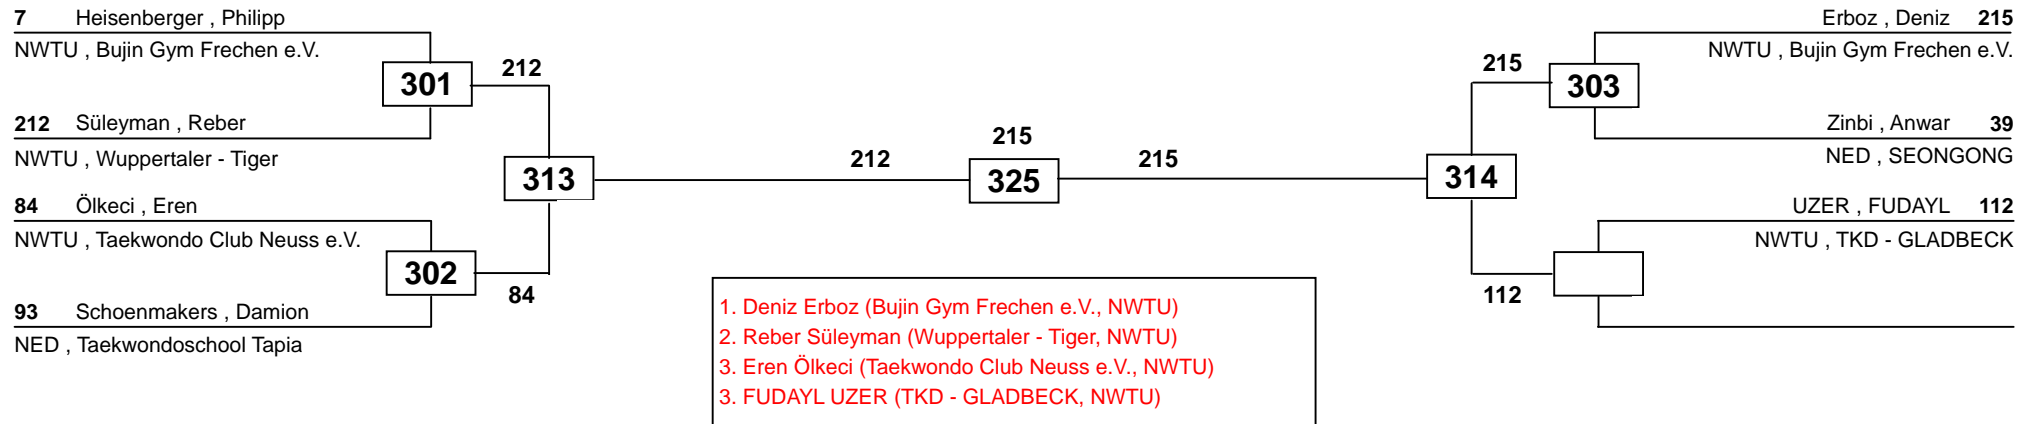 7 Heisenberger , Philipp
NWTU , Bujin Gym Frechen e.V.
301
212
212 Süleyman , Reber
NWTU , Wuppertaler - Tiger
313
212
84 Ölkeci , Eren
NWTU , Taekwondo Club Neuss e.V.
302
84
93 Schoenmakers , Damion
NED , Taekwondoschool Tapia
215
325
Erboz , Deniz 215
NWTU , Bujin Gym Frechen e.V.
215
303
Zinbi , Anwar 39
NED , SEONGONG
215
314
UZER , FUDAYL 112
NWTU , TKD - GLADBECK
112
1. Deniz Erboz (Bujin Gym Frechen e.V., NWTU)
2. Reber Süleyman (Wuppertaler - Tiger, NWTU)
3. Eren Ölkeci (Taekwondo Club Neuss e.V., NWTU)
3. FUDAYL UZER (TKD - GLADBECK, NWTU)